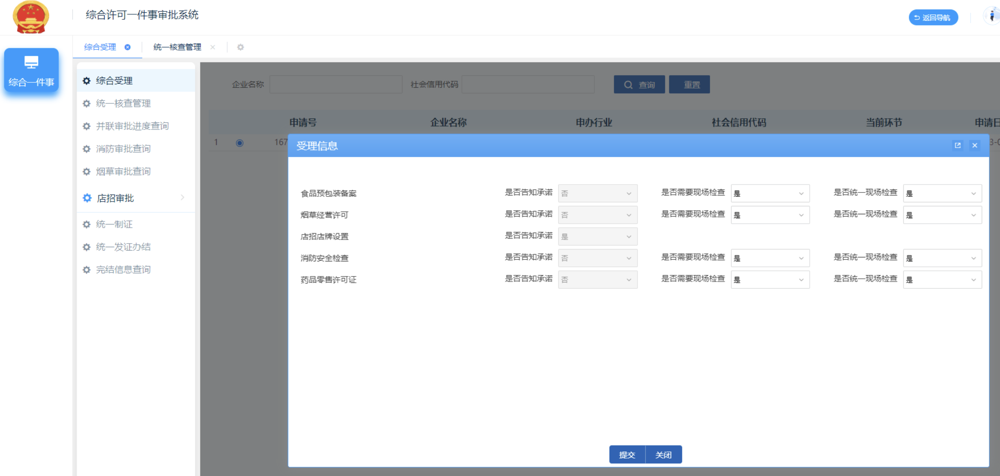 综合许可一件事审批系统
返回导航
综合一件事
综合受理
统一核查管理
综合受理
统一核查管理
并联审批进度查询
消防审批查询
烟草审批查询
店招审批
统一制证
统一发证办结
完结信息查询
企业名称 社会信用代码 查询 重置
申请号 企业名称 申办行业 社会信用代码 当前环节 申请日
1 167 3-0
受理信息
食品预包装备案 是否告知承诺 否 是否需要现场检查 是 是否统一现场检查 是
烟草经营许可 是否告知承诺 否 是否需要现场检查 是 是否统一现场检查 是
店招店牌设置 是否告知承诺 是
消防安全检查 是否告知承诺 否 是否需要现场检查 是 是否统一现场检查 是
药品零售许可证 是否告知承诺 否 是否需要现场检查 是 是否统一现场检查 是
提交 关闭